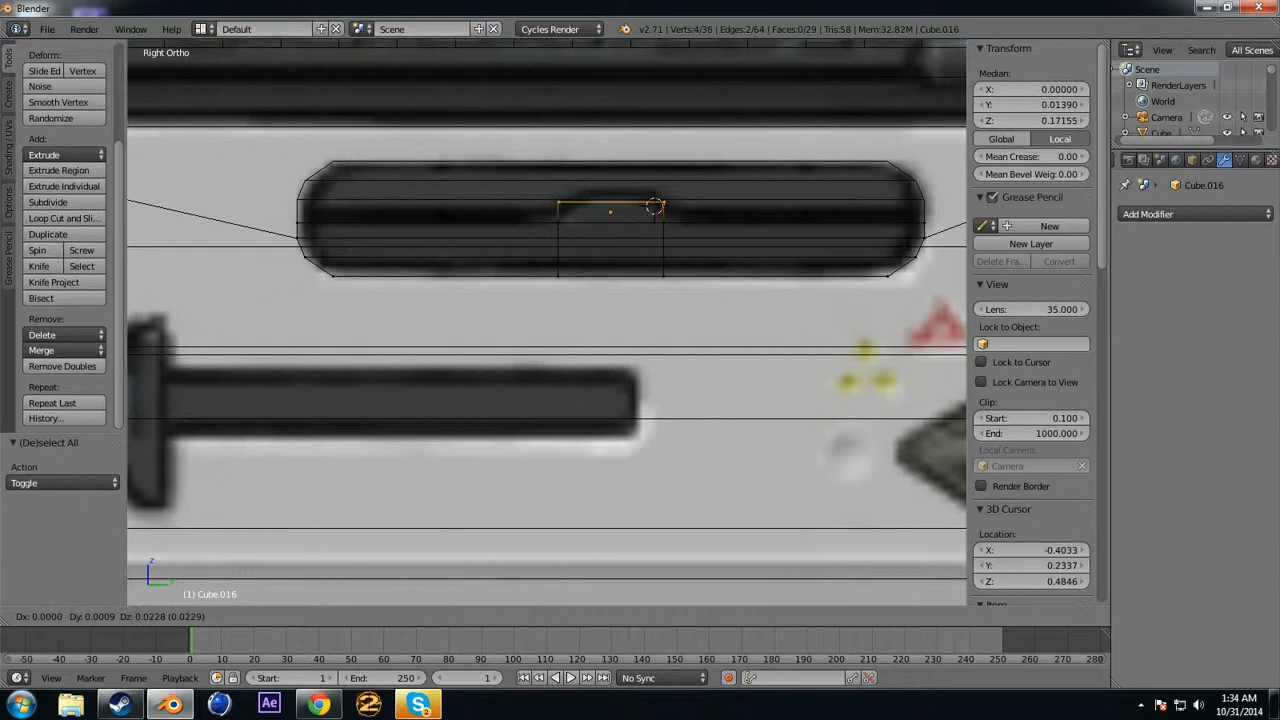 Blender
File Render Window Help Default Scene Cycles Render v2.71 | Verts:4/36 | Edges:2/64 | Faces:0/29 | Tris:58 | Mem:32.82M | Cube.016
Right Ortho
Tools
Create
Shading / UVs
Options
Grease Pencil
Deform:
Slide Ed Vertex
Noise
Smooth Vertex
Randomize
Add:
Extrude
Extrude Region
Extrude Individual
Subdivide
Loop Cut and Sli...
Duplicate
Spin Screw
Knife Select
Knife Project
Bisect
Remove:
Delete
Merge
Remove Doubles
Repeat:
Repeat Last
History...
(De)select All
Action
Toggle
z
(1) Cube.016
Transform
Median:
X: 0.00000
Y: 0.01390
Z: 0.17155
Global Local
Mean Crease: 0.00
Mean Bevel Weig: 0.00
Grease Pencil
New
New Layer
Delete Fra... Convert
View
Lens: 35.000
Lock to Object:
Lock to Cursor
Lock Camera to View
Clip:
Start: 0.100
End: 1000.000
Local Camera:
Camera
Render Border
3D Cursor
Location:
X: -0.4033
Y: 0.2337
Z: 0.4846
Item
View Search All Scenes
Scene
RenderLayers
World
Camera
Cube
Cube.016
Add Modifier
Dx: 0.0000 Dy: 0.0009 Dz: 0.0228 (0.0229)
-50 -40 -30 -20 -10 0 10 20 30 40 50 60 70 80 90 100 110 120 130 140 150 160 170 180 190 200 210 220 230 240 250 260 270 280
View Marker Frame Playback Start: 1 End: 250 1 No Sync
Ae
2
1:34 AM
10/31/2014